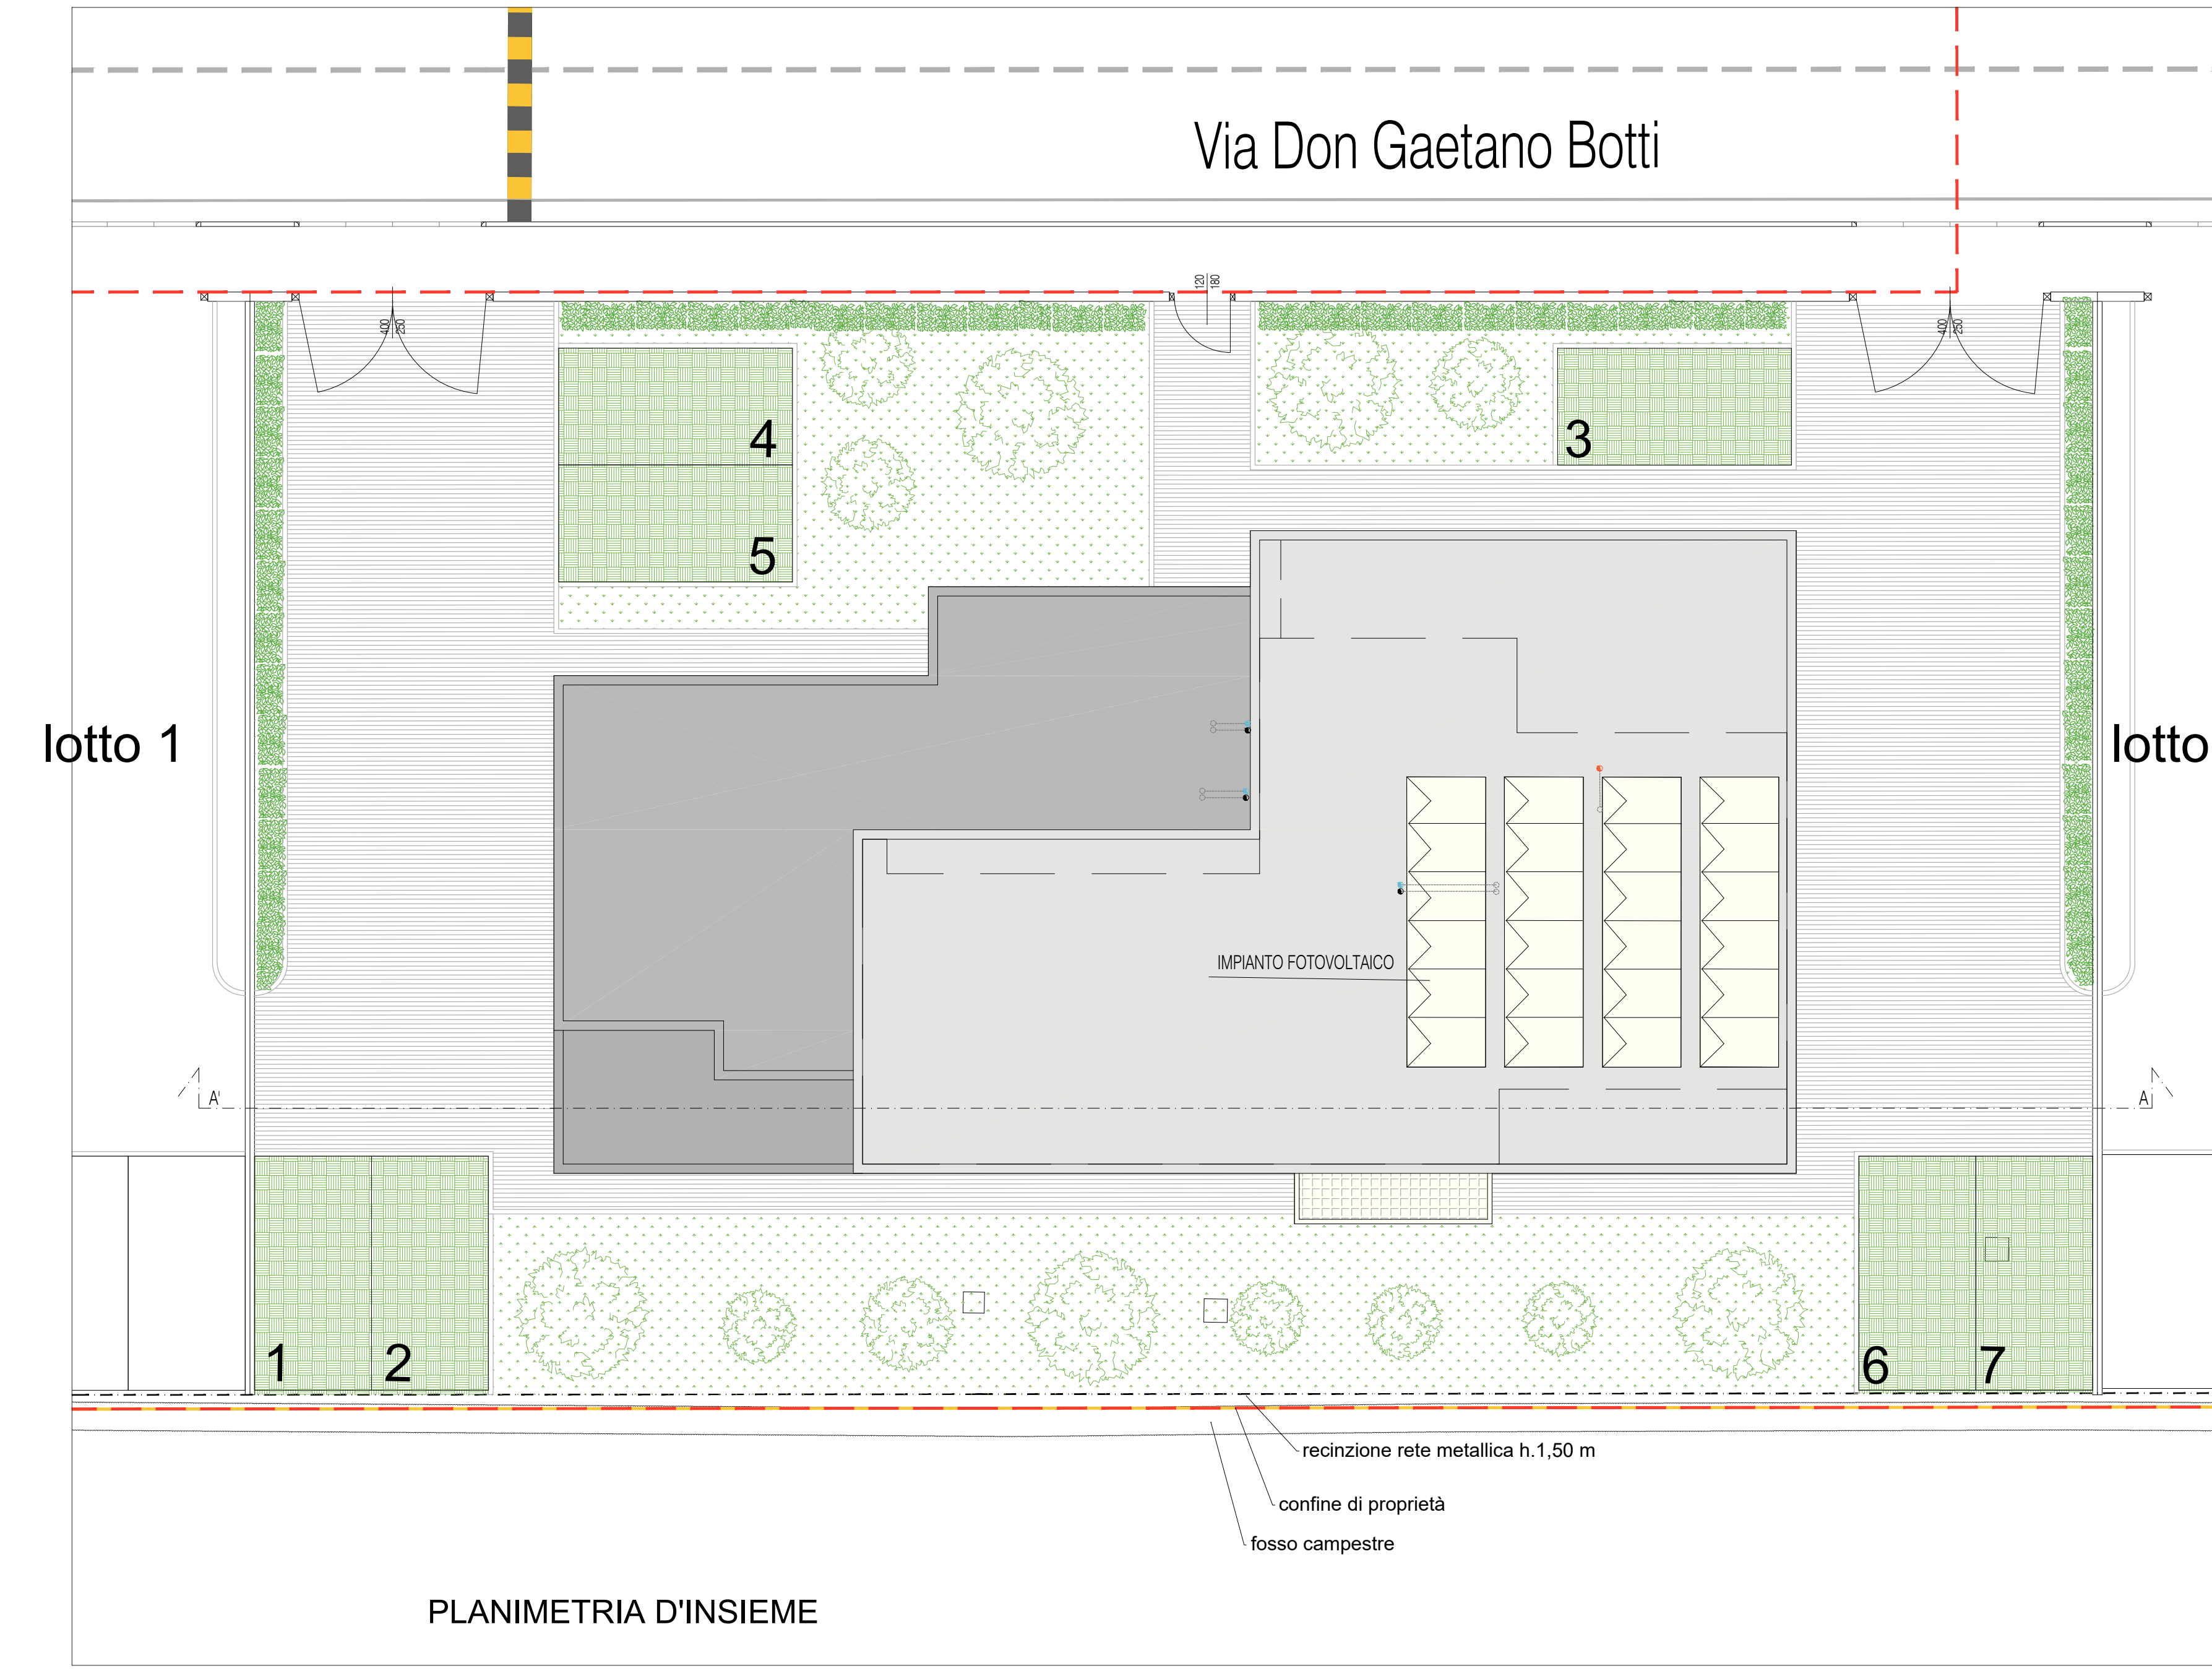 Via Don Gaetano Botti
120
180
400
250
400
250
4
3
5
lotto 1
lotto
IMPIANTO FOTOVOLTAICO
A'
A
1
2
6
7
recinzione rete metallica h.1,50 m
confine di proprietà
fosso campestre
PLANIMETRIA D'INSIEME